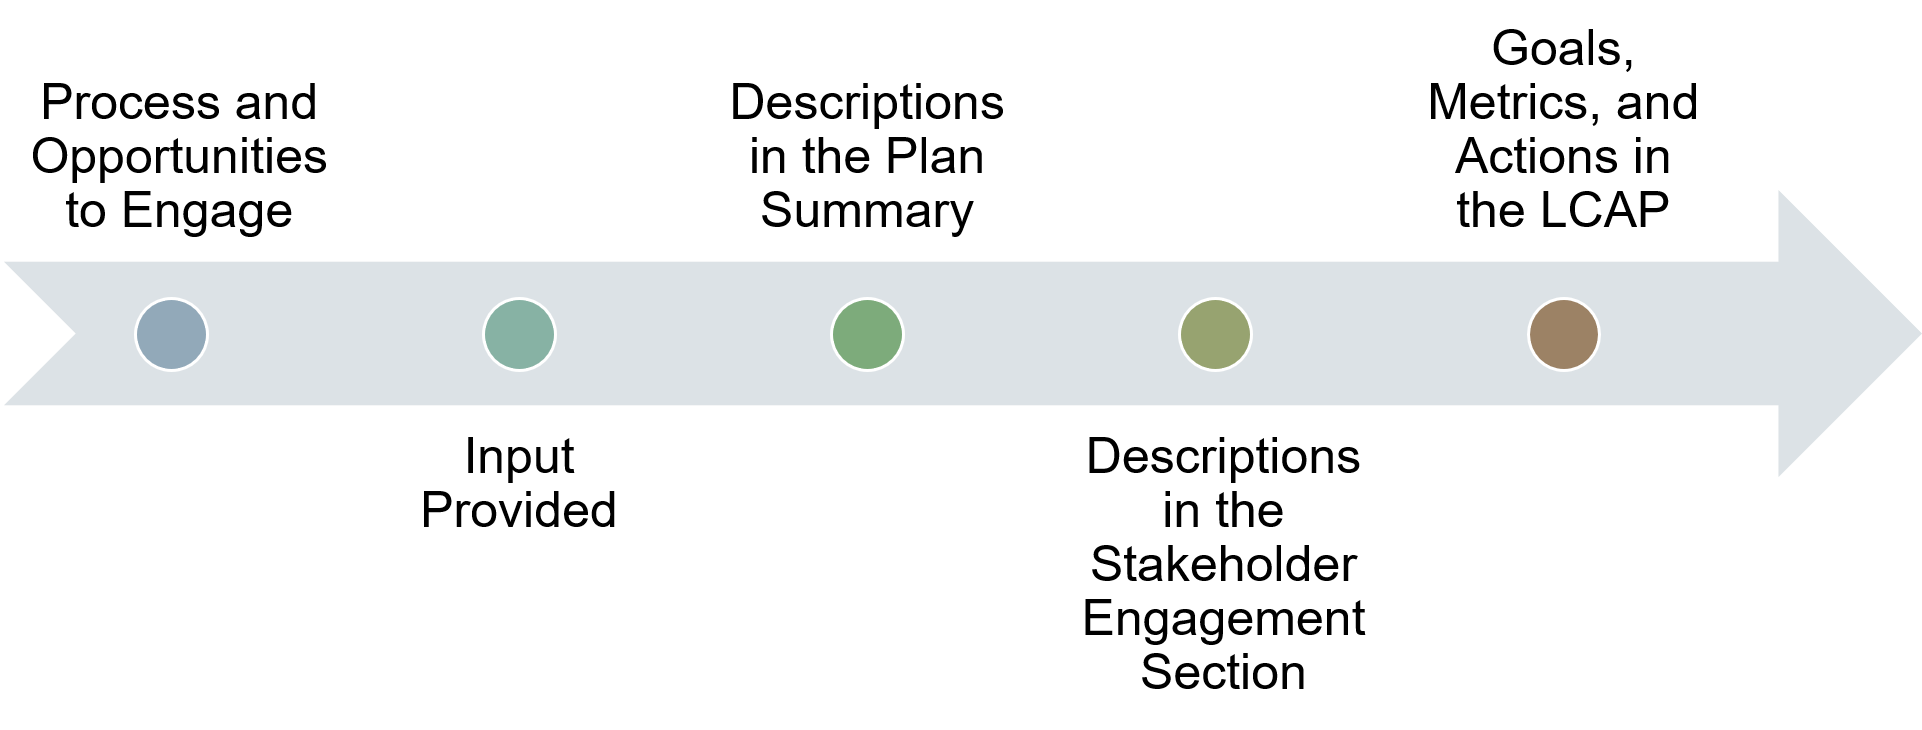 Process and
Opportunities
to Engage
Input
Provided
Descriptions
in the Plan
Summary
Descriptions
in the
Stakeholder
Engagement
Section
Goals,
Metrics, and
Actions in
the LCAP